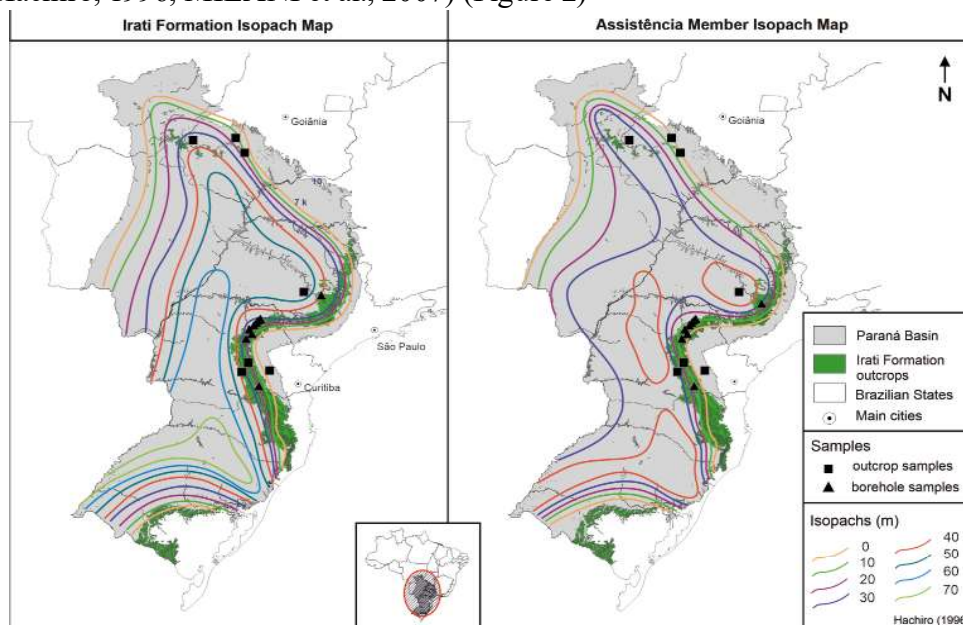 Hachiro, 1996; MILANI et al., 2007) (Figure 2)
Irati Formation Isopach Map
Assistência Member Isopach Map
N
Goiânia
10
7 k
São Paulo
Curitiba
Goiânia
Paraná Basin
Irati Formation
outcrops
Brazilian States
Main cities
Samples
outcrop samples
borehole samples
Isopachs (m)
0
10
20
30
40
50
60
70
Hachiro (1996